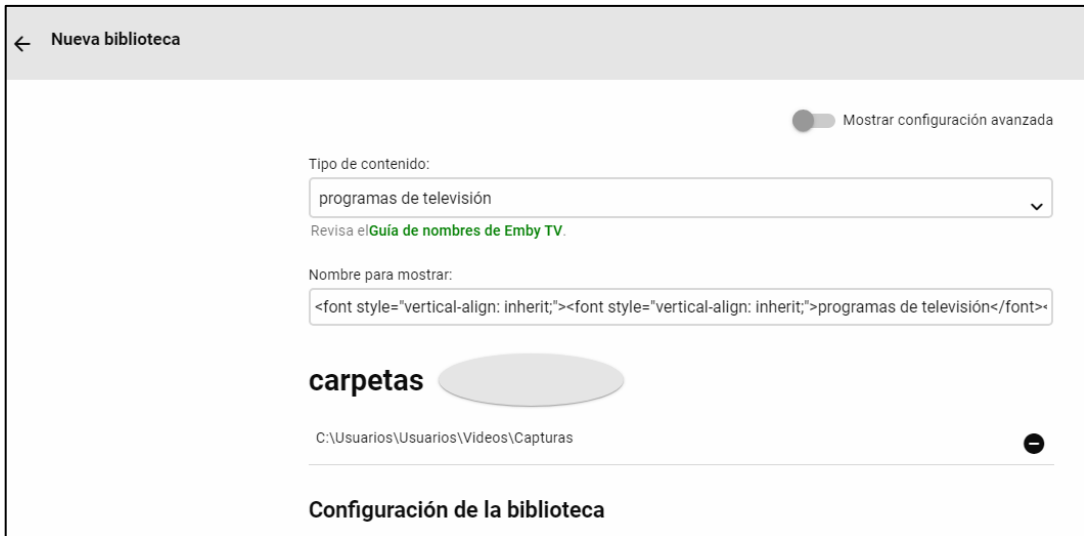 Nueva biblioteca
Mostrar configuración avanzada
Tipo de contenido:
programas de televisión
Revisa elGuía de nombres de Emby TV.
Nombre para mostrar:
<font style="vertical-align: inherit;"><font style="vertical-align: inherit;">programas de televisión</font><
carpetas
C:\Usuarios\Usuarios\Videos\Capturas
Configuración de la biblioteca